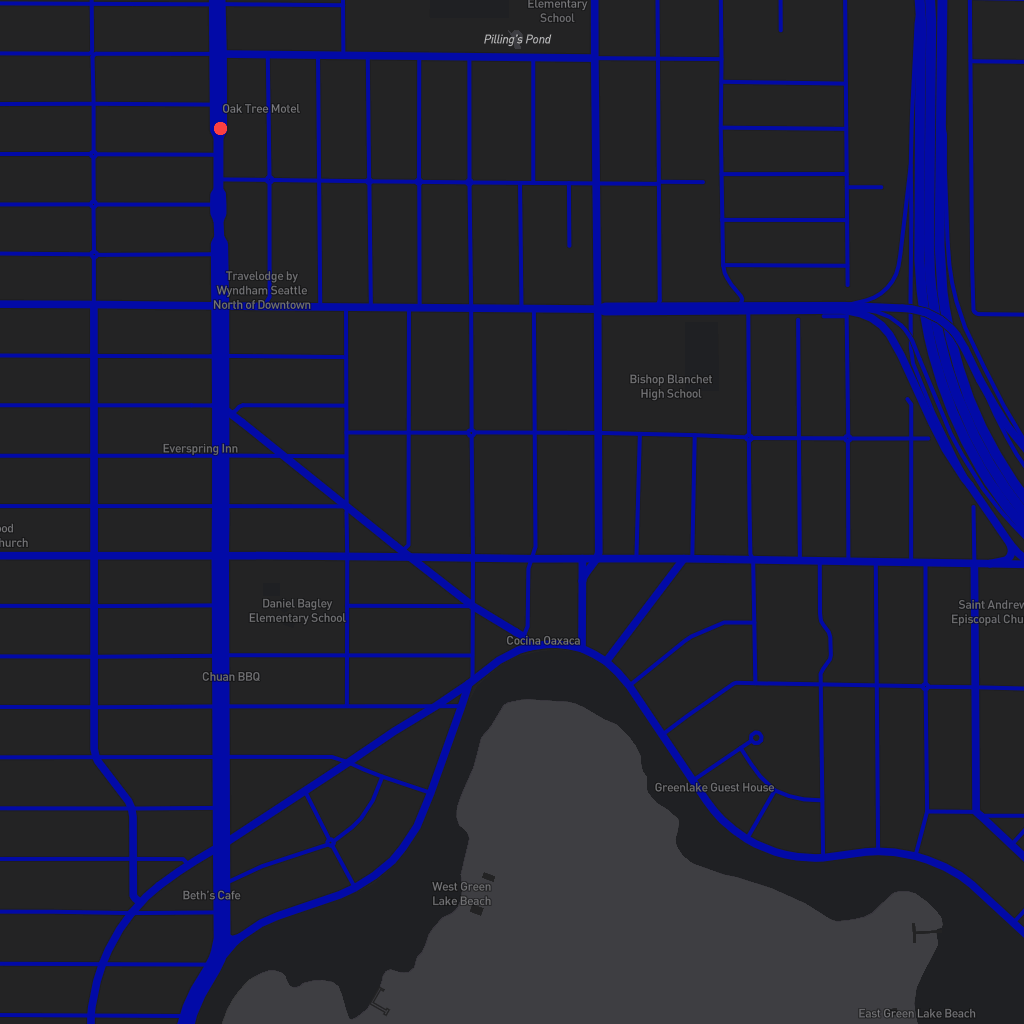 Elementary
School
Pilling's Pond
Oak Tree Motel
Travelodge by
Wyndham Seattle
North of Downtown
Bishop Blanchet
High School
Everspring Inn
ood
hurch
Daniel Bagley
Elementary School
Saint Andrew
Episcopal Chu
Cocina Oaxaca
Chuan BBQ
Greenlake Guest House
West Green
Lake Beach
Beth's Cafe
East Green Lake Beach